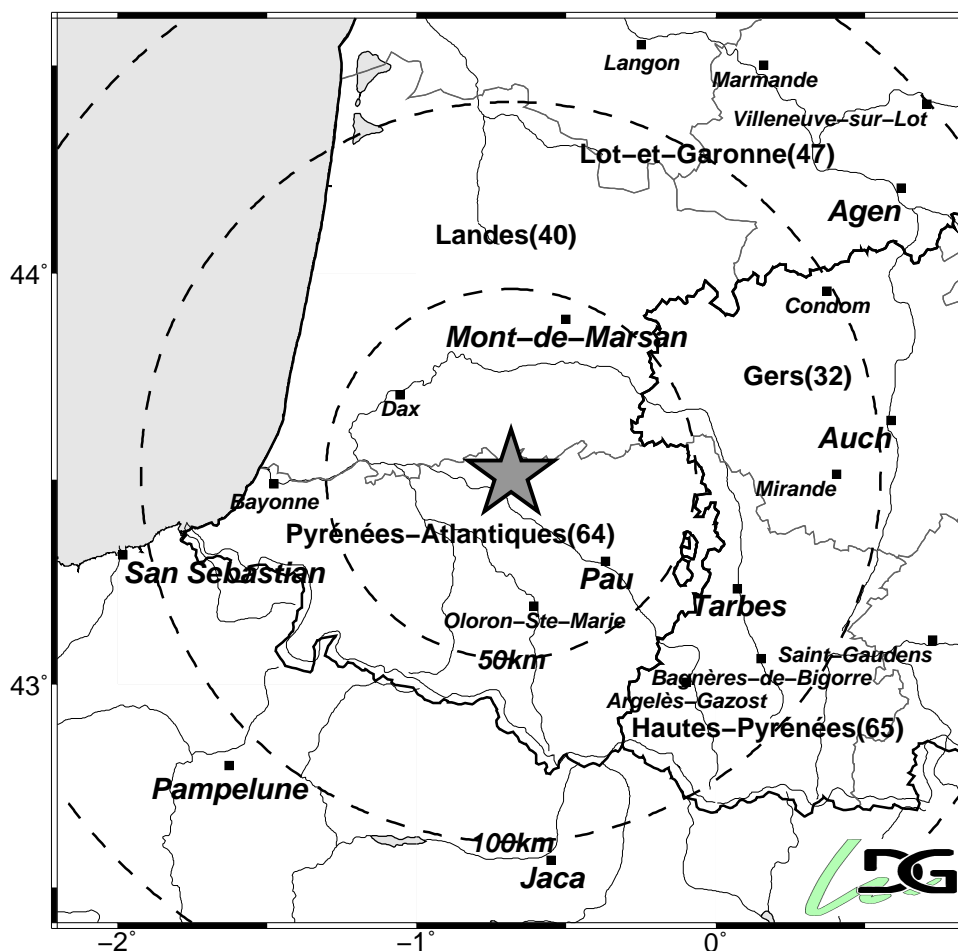 Langon
Marmande
Villeneuve−sur−Lot
Lot−et−Garonne(47)
Agen
Landes(40)
44°
Condom
Mont−de−Marsan
Gers(32)
Dax
Auch
Mirande
Bayonne
Pyrénées−Atlantiques(64)
San Sebastian
Pau
Tarbes
Oloron−Ste−Marie
50km
Saint−Gaudens
43°
Bagnères−de−Bigorre
Argelès−Gazost
Hautes−Pyrénées(65)
Pampelune
100km
Jaca
DG
−2°
−1°
0°